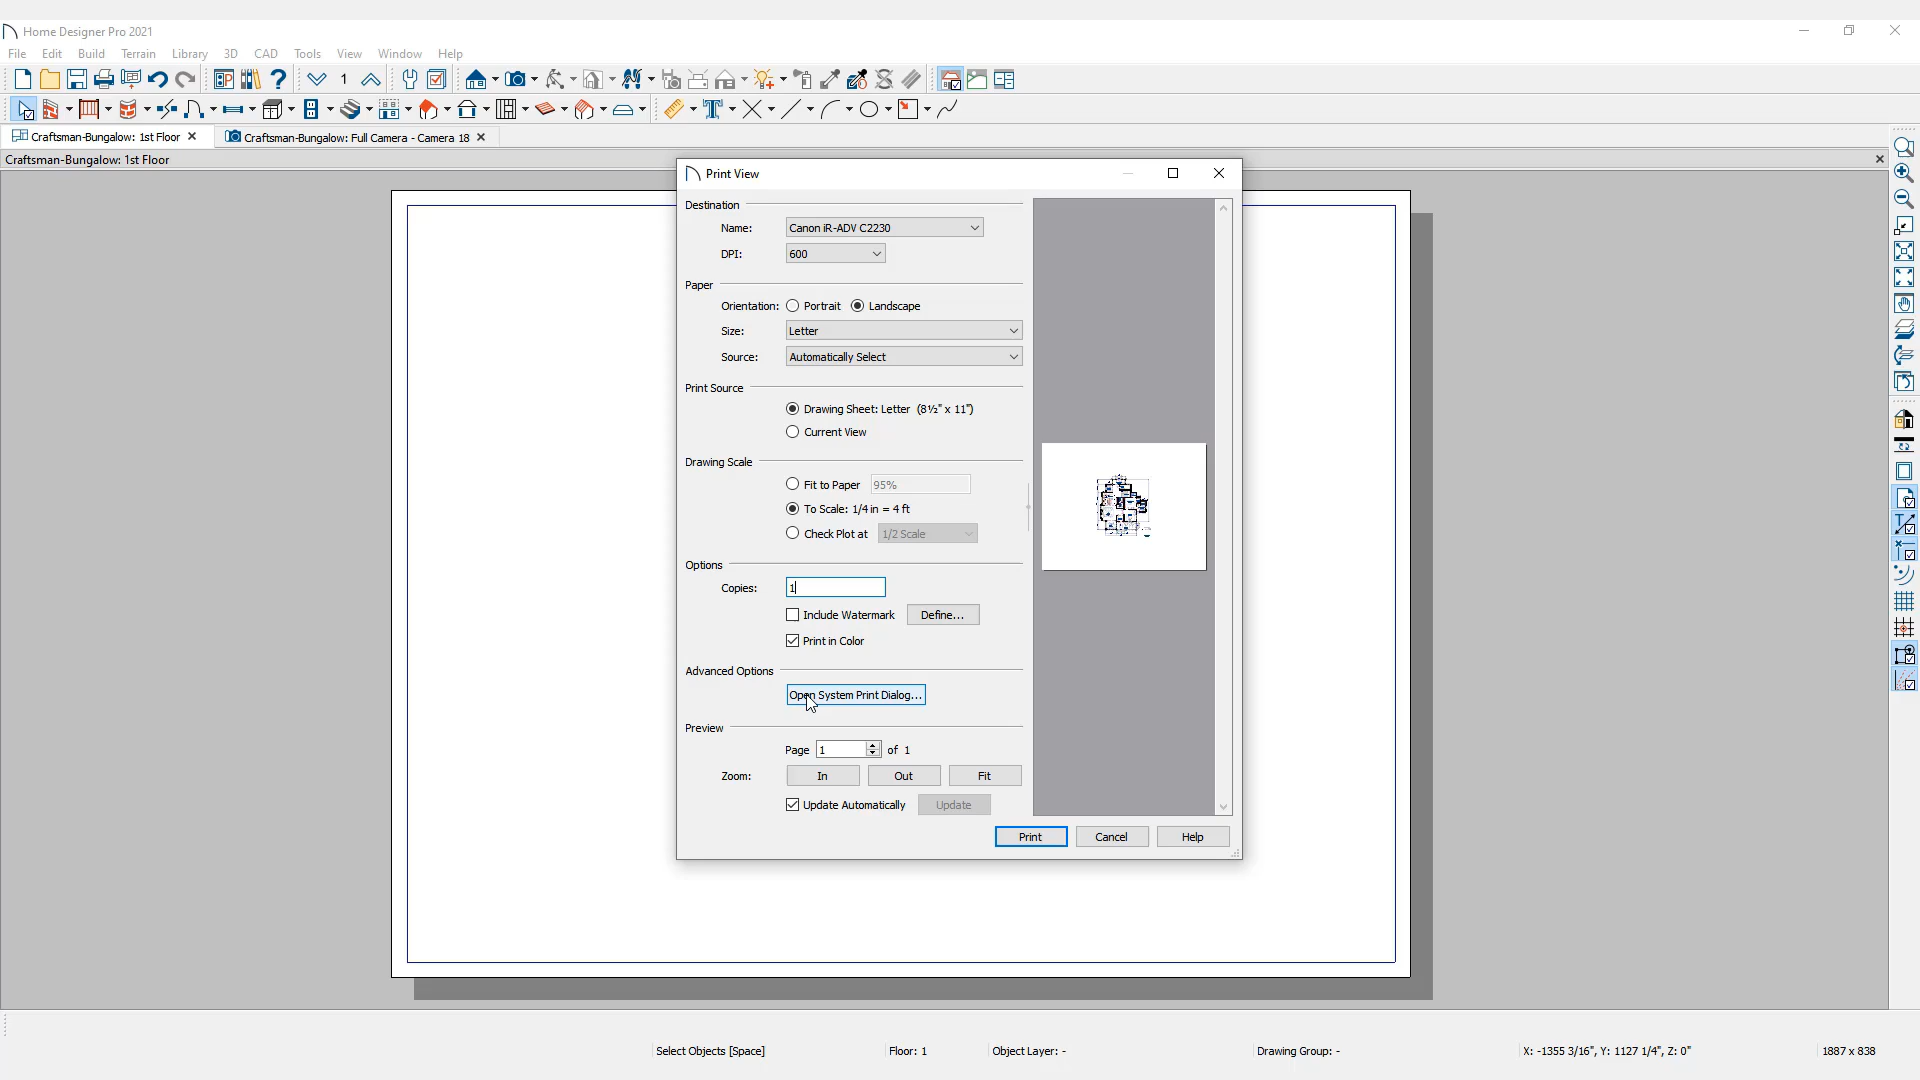 Home Designer Pro 2021
File Edit Build Terrain Library 3D CAD Tools View Window Help
1
Craftsman-Bungalow: 1st Floor Craftsman-Bungalow: Full Camera - Camera 18
Craftsman-Bungalow: 1st Floor
Print View
Destination
Name: Canon iR-ADV C2230
DPI: 600
Paper
Orientation: Portrait Landscape
Size: Letter
Source: Automatically Select
Print Source
Drawing Sheet: Letter (8½" x 11")
Current View
Drawing Scale
Fit to Paper 95%
To Scale: 1/4 in = 4 ft
Check Plot at 1/2 Scale
Options
Copies: 1
Include Watermark Define...
Print in Color
Advanced Options
Open System Print Dialog...
Preview
Page 1 of 1
Zoom: In Out Fit
Update Automatically Update
Print Cancel Help
Select Objects [Space] Floor: 1 Object Layer: - Drawing Group: - X: -1355 3/16", Y: 1127 1/4", Z: 0" 1887 x 838